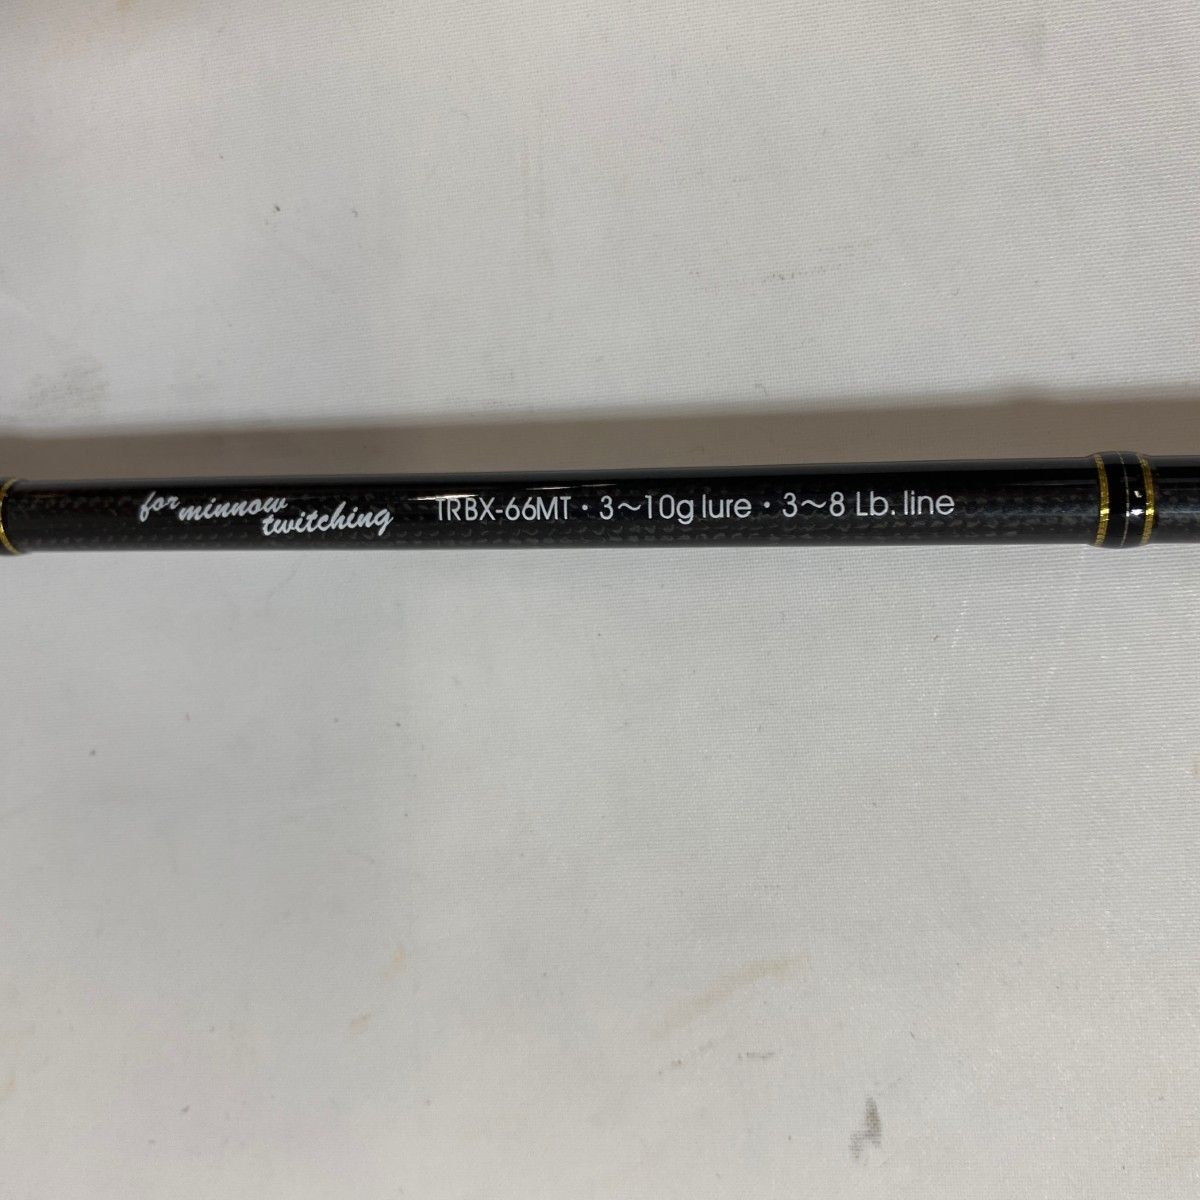 for minnow twitching TRBX-66MT・3〜10g lure・3〜8 Lb. line